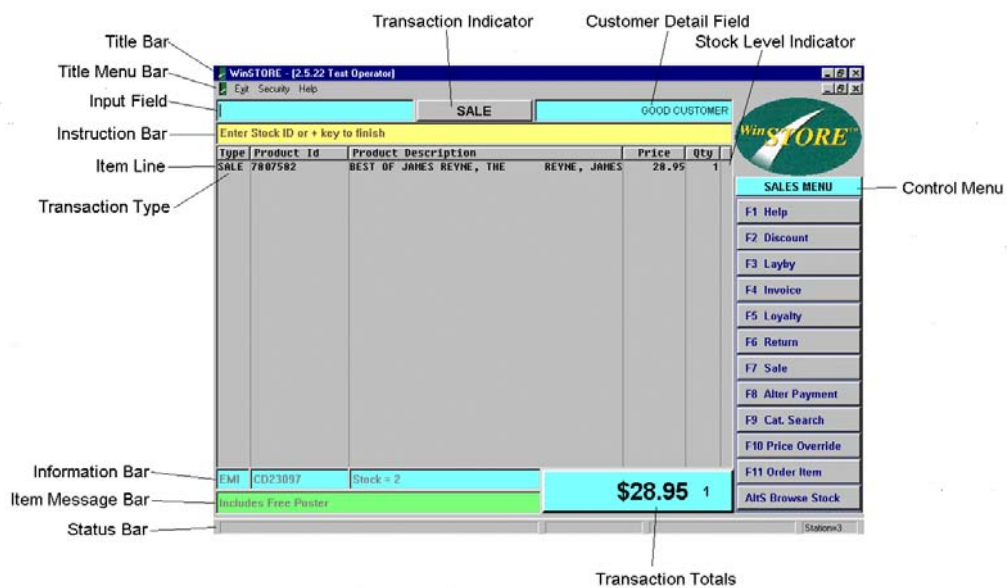 Transaction Indicator
Customer Detail Field
Title Bar
Stock Level Indicator
Title Menu Bar
WinSTORE - (2.5.22 Test Operator)
Exit Security Help
Input Field
SALE
GOOD CUSTOMER
Instruction Bar
Enter Stock ID or + key to finish
WinSTORE™
Item Line
Type Product Id Product Description Price Qty
SALE 7807582 BEST OF JAMES REYNE, THE REYNE, JAMES 28.95 1
Transaction Type
SALES MENU
Control Menu
F1 Help
F2 Discount
F3 Layby
F4 Invoice
F5 Loyalty
F6 Return
F7 Sale
F8 Alter Payment
F9 Cat. Search
F10 Price Override
F11 Order Item
AltS Browse Stock
Information Bar
EMI CD23097 Stock = 2
$28.95 1
Item Message Bar
Includes Free Poster
Status Bar
Station=3
Transaction Totals